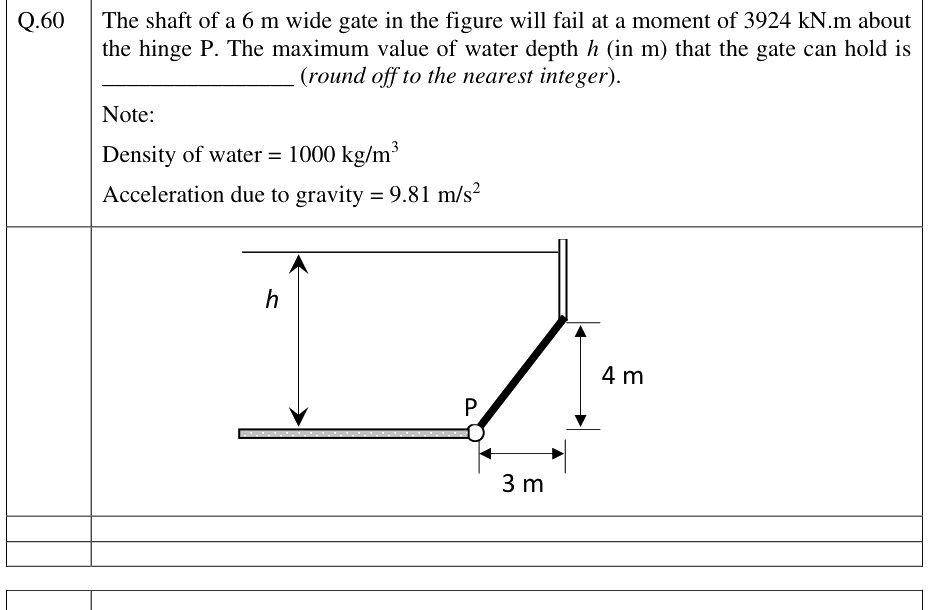 Q.60
The shaft of a 6 m wide gate in the figure will fail at a moment of 3924 kN.m about
the hinge P. The maximum value of water depth h (in m) that the gate can hold is
________________ (round off to the nearest integer).
Note:
Density of water = 1000 kg/m³
Acceleration due to gravity = 9.81 m/s²
h
4 m
P
3 m